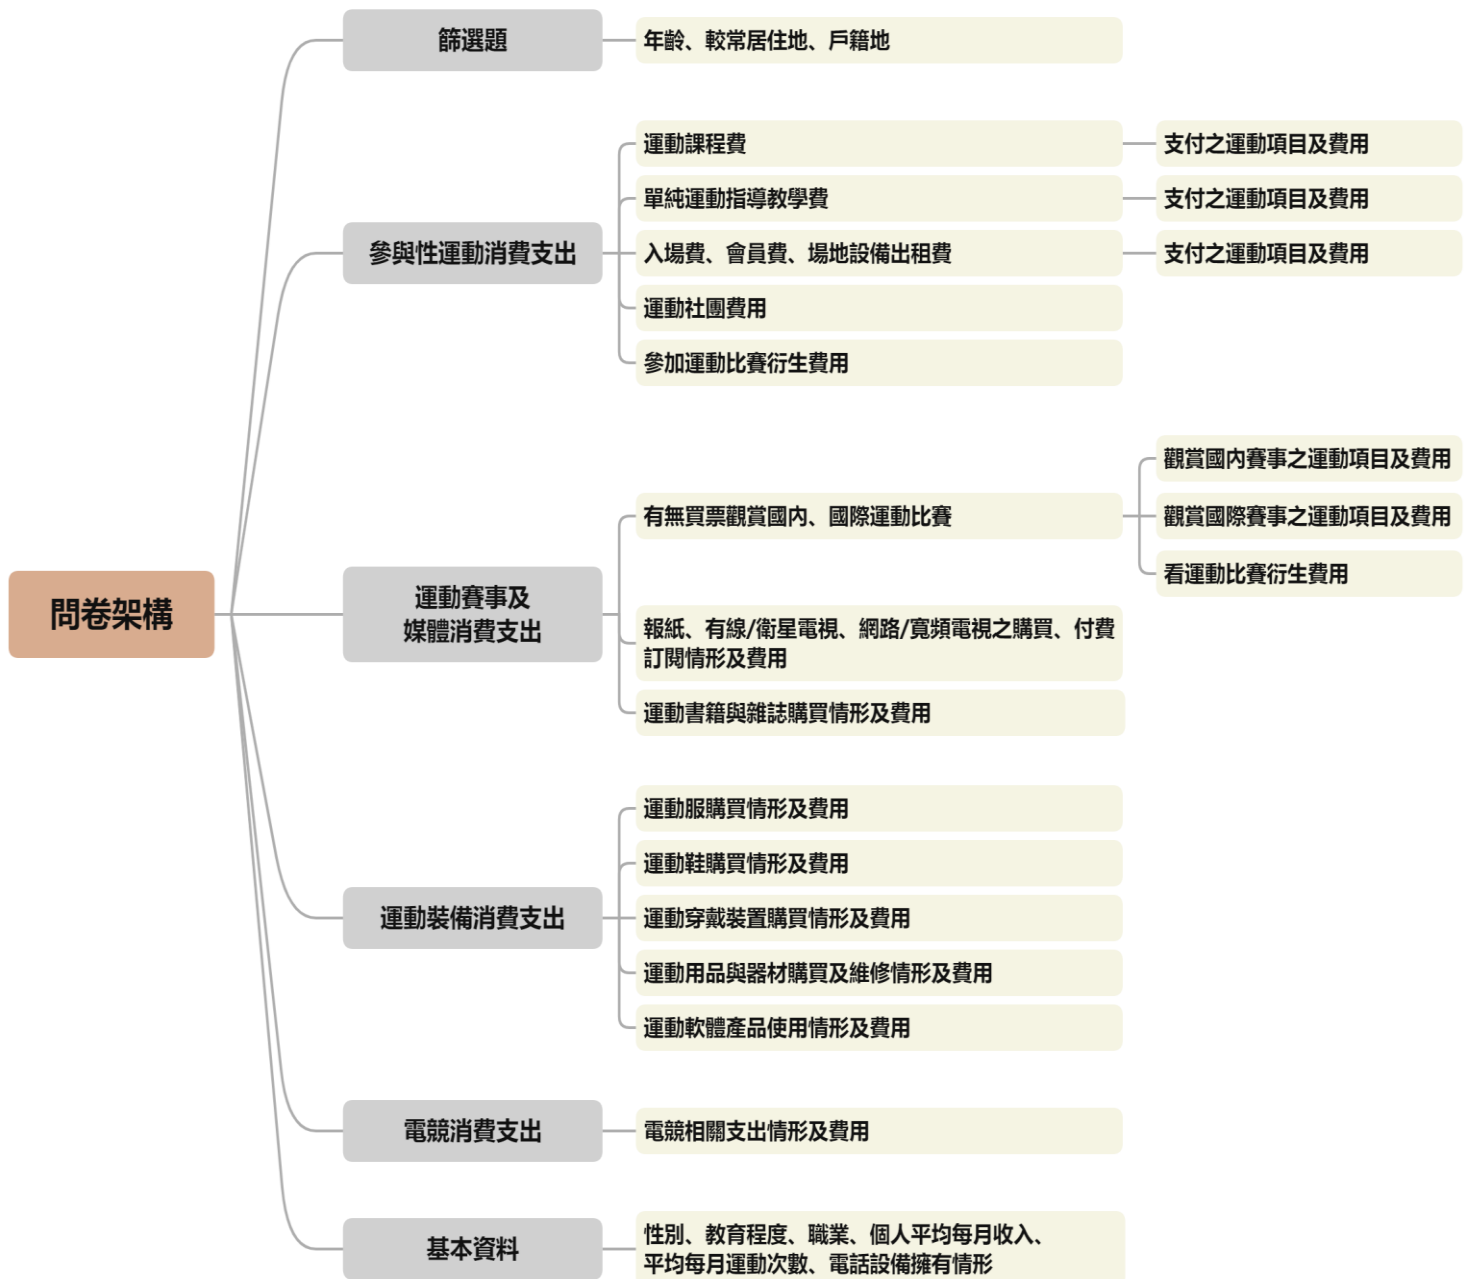 篩選題
年齡、較常居住地、戶籍地
參與性運動消費支出
運動課程費
支付之運動項目及費用
單純運動指導教學費
支付之運動項目及費用
入場費、會員費、場地設備出租費
支付之運動項目及費用
運動社團費用
參加運動比賽衍生費用
問卷架構
運動賽事及
媒體消費支出
有無買票觀賞國內、國際運動比賽
觀賞國內賽事之運動項目及費用
觀賞國際賽事之運動項目及費用
看運動比賽衍生費用
報紙、有線/衛星電視、網路/寬頻電視之購買、付費
訂閱情形及費用
運動書籍與雜誌購買情形及費用
運動裝備消費支出
運動服購買情形及費用
運動鞋購買情形及費用
運動穿戴裝置購買情形及費用
運動用品與器材購買及維修情形及費用
運動軟體產品使用情形及費用
電競消費支出
電競相關支出情形及費用
基本資料
性別、教育程度、職業、個人平均每月收入、
平均每月運動次數、電話設備擁有情形